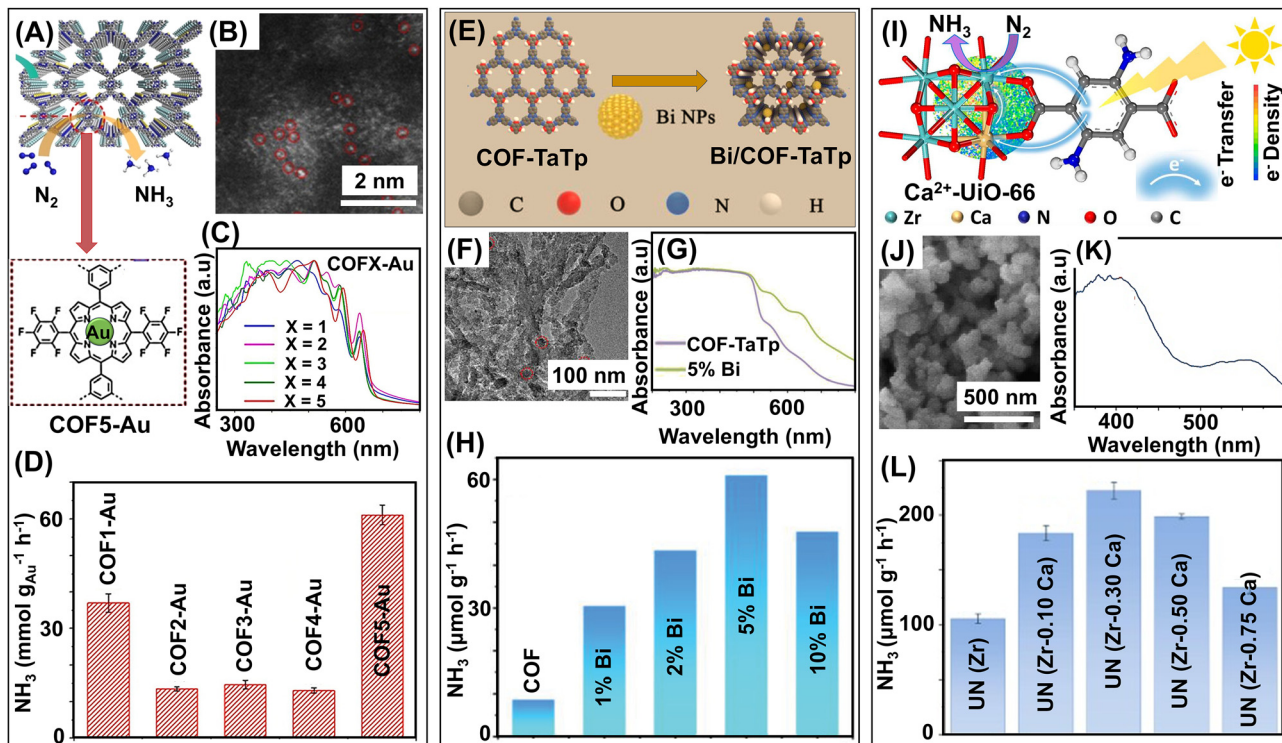 (A)
N2
NH3
F
F
F
F
F
Au
F
F
F
F
F
COF5-Au
(B)
2 nm
(C)
COFX-Au
X = 1
X = 2
X = 3
X = 4
X = 5
Absorbance (a.u)
300
600
Wavelength (nm)
(D)
NH3 (mmol gAu-1 h-1)
60
30
0
COF1-Au
COF2-Au
COF3-Au
COF4-Au
COF5-Au
(E)
Bi NPs
COF-TaTp
Bi/COF-TaTp
C
O
N
H
(F)
100 nm
(G)
COF-TaTp
5% Bi
Absorbance (a.u)
300
600
Wavelength (nm)
(H)
NH3 (μmol g-1 h-1)
60
30
0
COF
1% Bi
2% Bi
5% Bi
10% Bi
(I)
NH3
N2
e- Transfer
e- Density
e-
Ca2+-UiO-66
Zr
Ca
N
O
C
(J)
500 nm
(K)
Absorbance (a.u)
400
500
Wavelength (nm)
(L)
NH3 (μmol g-1 h-1)
200
100
0
UN (Zr)
UN (Zr-0.10 Ca)
UN (Zr-0.30 Ca)
UN (Zr-0.50 Ca)
UN (Zr-0.75 Ca)